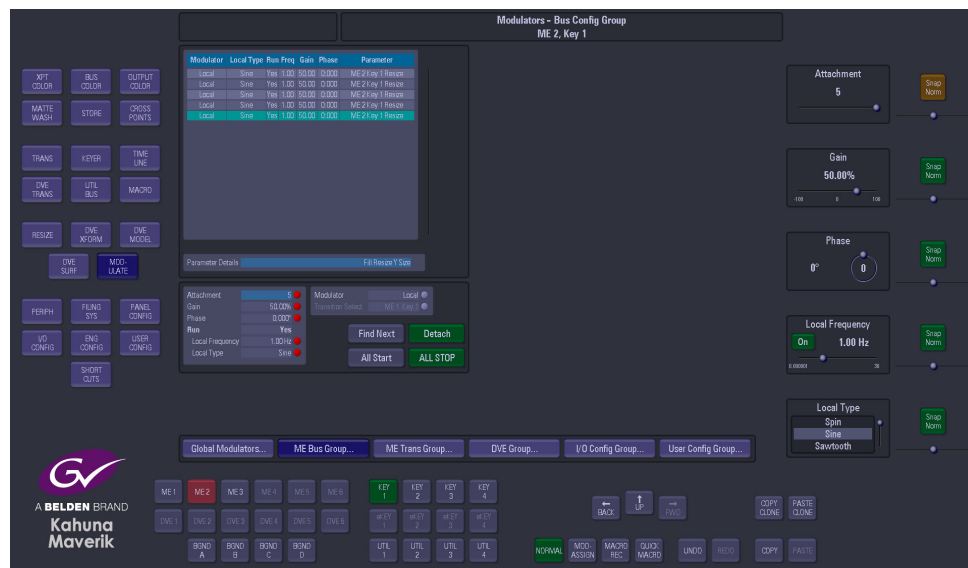 Modulators - Bus Config Group
ME 2, Key 1
XPT COLOR
BUS COLOR
OUTPUT COLOR
MATTE WASH
STORE
CROSS POINTS
TRANS
KEYER
TIME LINE
DVE TRANS
UTIL BUS
MACRO
RESIZE
DVE XFORM
DVE MODEL
DVE SURF
MOD- ULATE
PERIPH
FILING SYS
PANEL CONFIG
I/O CONFIG
ENG CONFIG
USER CONFIG
SHORT CUTS
Modulator Local Type Run Freq Gain Phase Parameter
Local Sine Yes 1.00 50.00 0.000 ME 2 Key 1 Resize
Local Sine Yes 1.00 50.00 0.000 ME 2 Key 1 Resize
Local Sine Yes 1.00 50.00 0.000 ME 2 Key 1 Resize
Local Sine Yes 1.00 50.00 0.000 ME 2 Key 1 Resize
Local Sine Yes 1.00 50.00 0.000 ME 2 Key 1 Resize
Parameter Details Fill Resize Y Size
Attachment 5
Gain 50.00%
Phase 0.000°
Run Yes
Local Frequency 1.00 Hz
Local Type Sine
Modulator Local
Transition Select ME 1 Key 1
Find Next
Detach
All Start
ALL STOP
Attachment
5
Snap Norm
Gain
50.00%
-100 0 100
Snap Norm
Phase
0° 0
Snap Norm
Local Frequency
On 1.00 Hz
0.000001 30
Snap Norm
Local Type
Spin
Sine
Sawtooth
Snap Norm
Global Modulators...
ME Bus Group...
ME Trans Group...
DVE Group...
I/O Config Group...
User Config Group...
GV
A BELDEN BRAND
Kahuna
Maverik
ME 1 ME 2 ME 3 ME 4 ME 5 ME 6
DVE 1 DVE 2 DVE 3 DVE 4 DVE 5 DVE 6
BGND A BGND B BGND C BGND D
KEY 1 KEY 2 KEY 3 KEY 4
eKEY 1 eKEY 2 eKEY 3 eKEY 4
UTIL 1 UTIL 2 UTIL 3 UTIL 4
BACK
UP
FWD
COPY CLONE
PASTE CLONE
NORMAL
MOD- ASSIGN
MACRO REC
QUICK MACRO
UNDO
REDO
COPY
PASTE